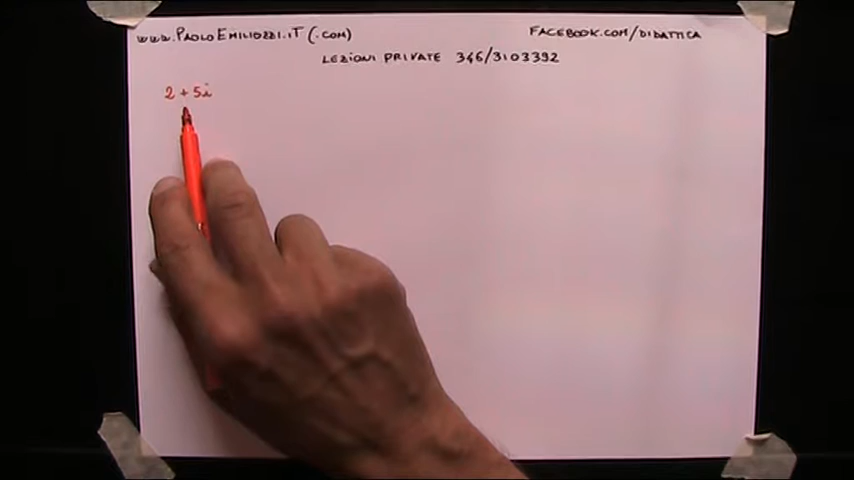 www.PAOLOEMILIOZZI.IT(.COM)
FACEBOOK.COM/DIDATTICA
LEZIONI PRIVATE 346/3103392
2 + 5i